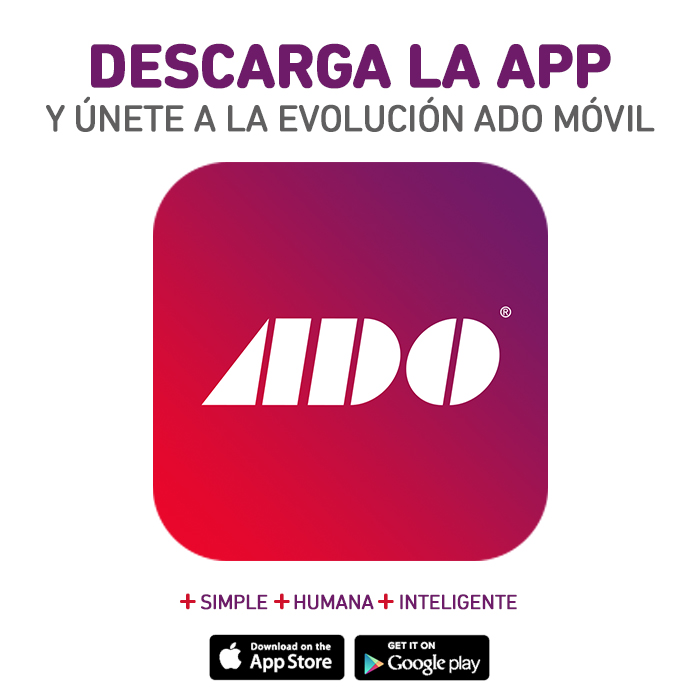 DESCARGA LA APP
Y ÚNETE A LA EVOLUCIÓN ADO MÓVIL
ADO®
+ SIMPLE + HUMANA + INTELIGENTE
Download on the
App Store
GET IT ON
Google play